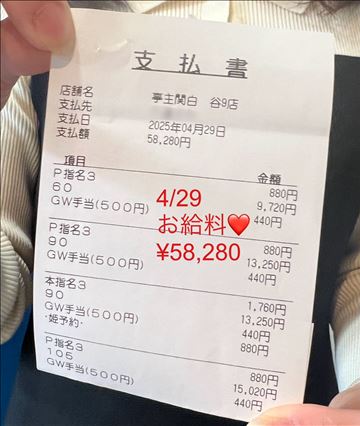 支払書
店舗名 亭主関白 谷9店
支払先
支払日 2025年04月29日
支払額 58,280円
項目 金額
P指名3 880円
60 9,720円
GW手当(500円) 440円
4/29
お給料❤
¥58,280
P指名3 880円
90 13,250円
GW手当(500円) 440円
本指名3 1,760円
90 13,250円
GW手当(500円) 440円
・姫予約・ 880円
P指名3 880円
105 15,020円
GW手当(500円) 440円